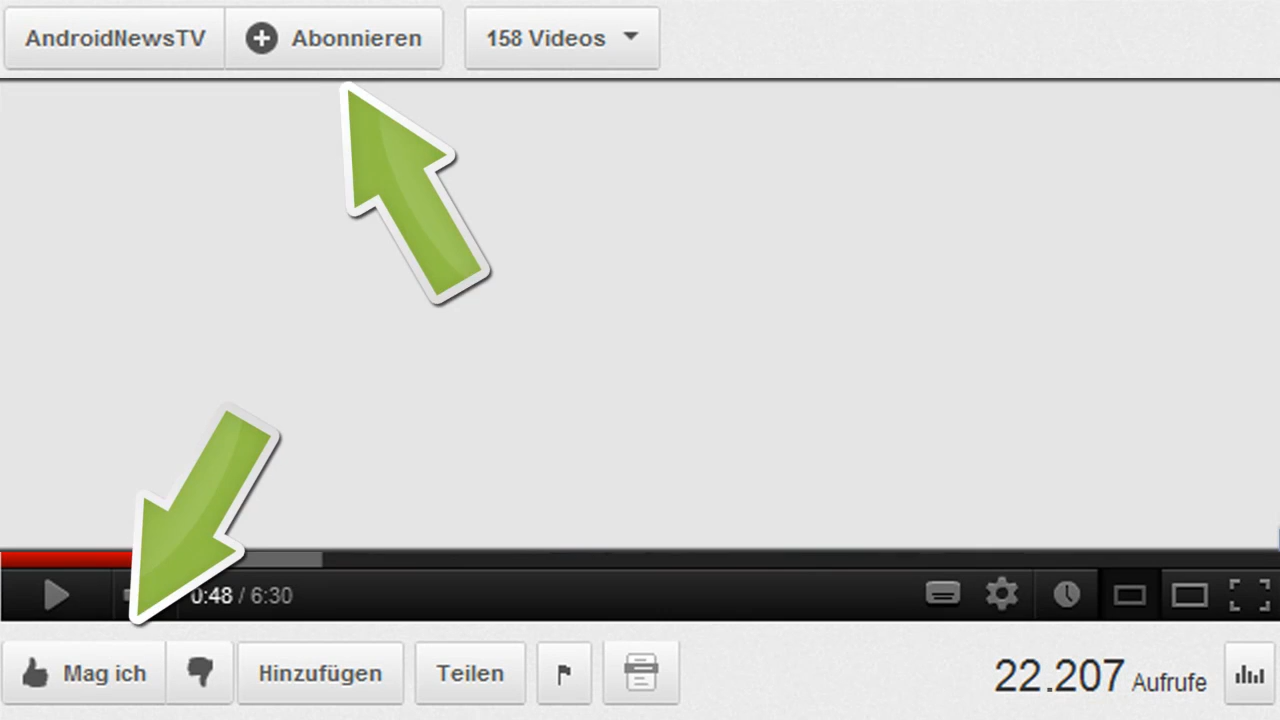 AndroidNewsTV Abonnieren 158 Videos
0:48 / 6:30
Mag ich Hinzufügen Teilen 22.207 Aufrufe